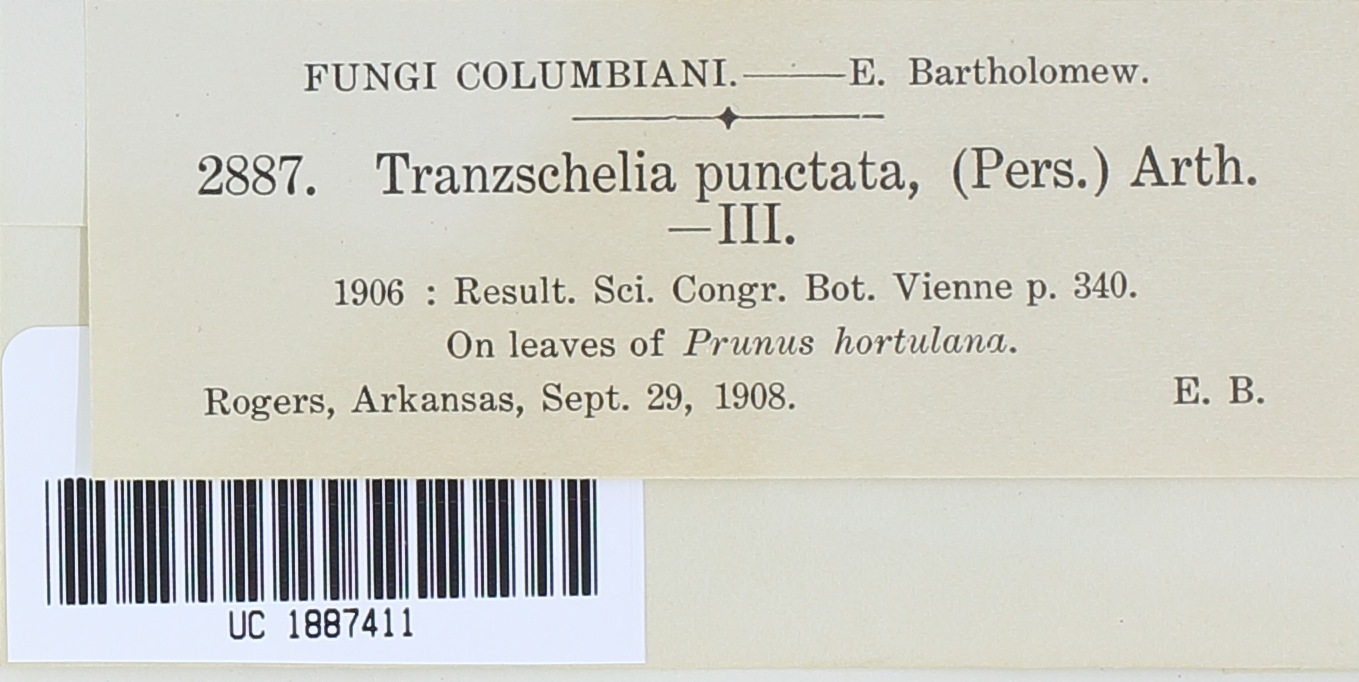 FUNGI COLUMBIANI.——E. Bartholomew.
2887. Tranzschelia punctata, (Pers.) Arth.
—III.
1906 : Result. Sci. Congr. Bot. Vienne p. 340.
On leaves of Prunus hortulana.
Rogers, Arkansas, Sept. 29, 1908. E. B.
UC 1887411